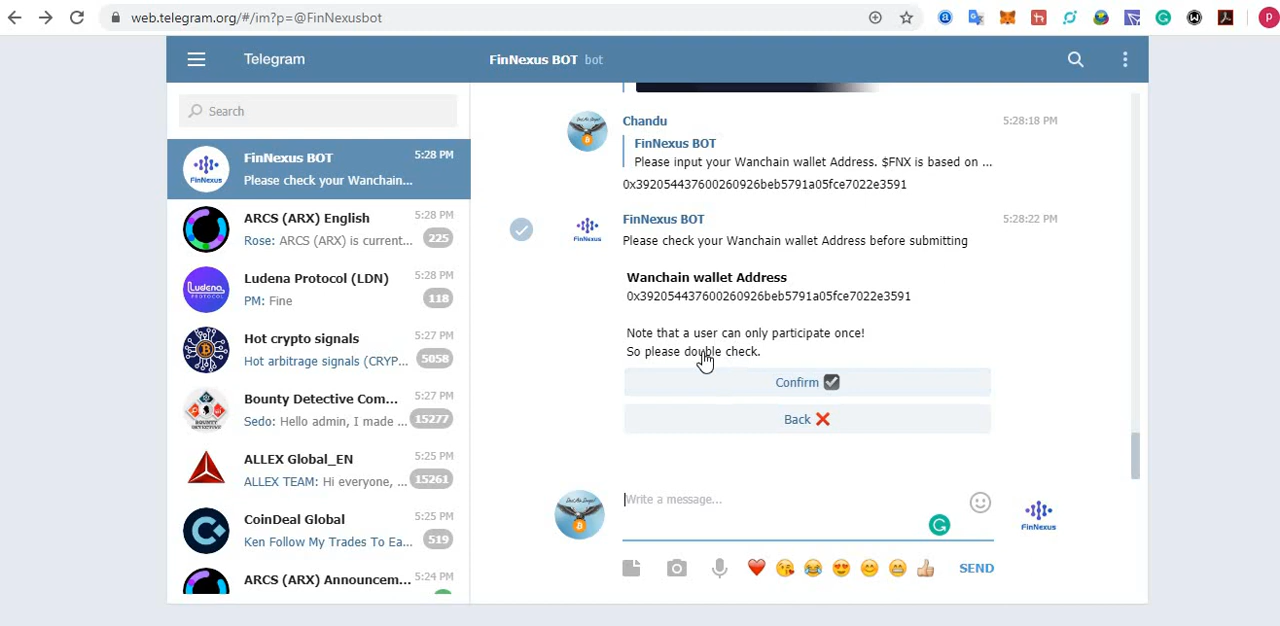 web.telegram.org/#/im?p=@FinNexusbot
Telegram
FinNexus BOT bot
Search
FinNexus BOT 5:28 PM
Please check your Wanchain...
ARCS (ARX) English 5:28 PM
Rose: ARCS (ARX) is current... 225
Ludena Protocol (LDN) 5:28 PM
PM: Fine 118
Hot crypto signals 5:27 PM
Hot arbitrage signals (CRYP... 5058
Bounty Detective Com... 5:27 PM
Sedo: Hello admin, I made ... 15277
ALLEX Global_EN 5:25 PM
ALLEX TEAM: Hi everyone, ... 15261
CoinDeal Global 5:25 PM
Ken Follow My Trades To Ea... 519
ARCS (ARX) Announcem... 5:24 PM
Chandu 5:28:18 PM
FinNexus BOT
Please input your Wanchain wallet Address. $FNX is based on ...
0x392054437600260926beb5791a05fce7022e3591
FinNexus BOT 5:28:22 PM
Please check your Wanchain wallet Address before submitting
Wanchain wallet Address
0x392054437600260926beb5791a05fce7022e3591
Note that a user can only participate once!
So please double check.
Confirm
Back
Write a message...
FinNexus
SEND